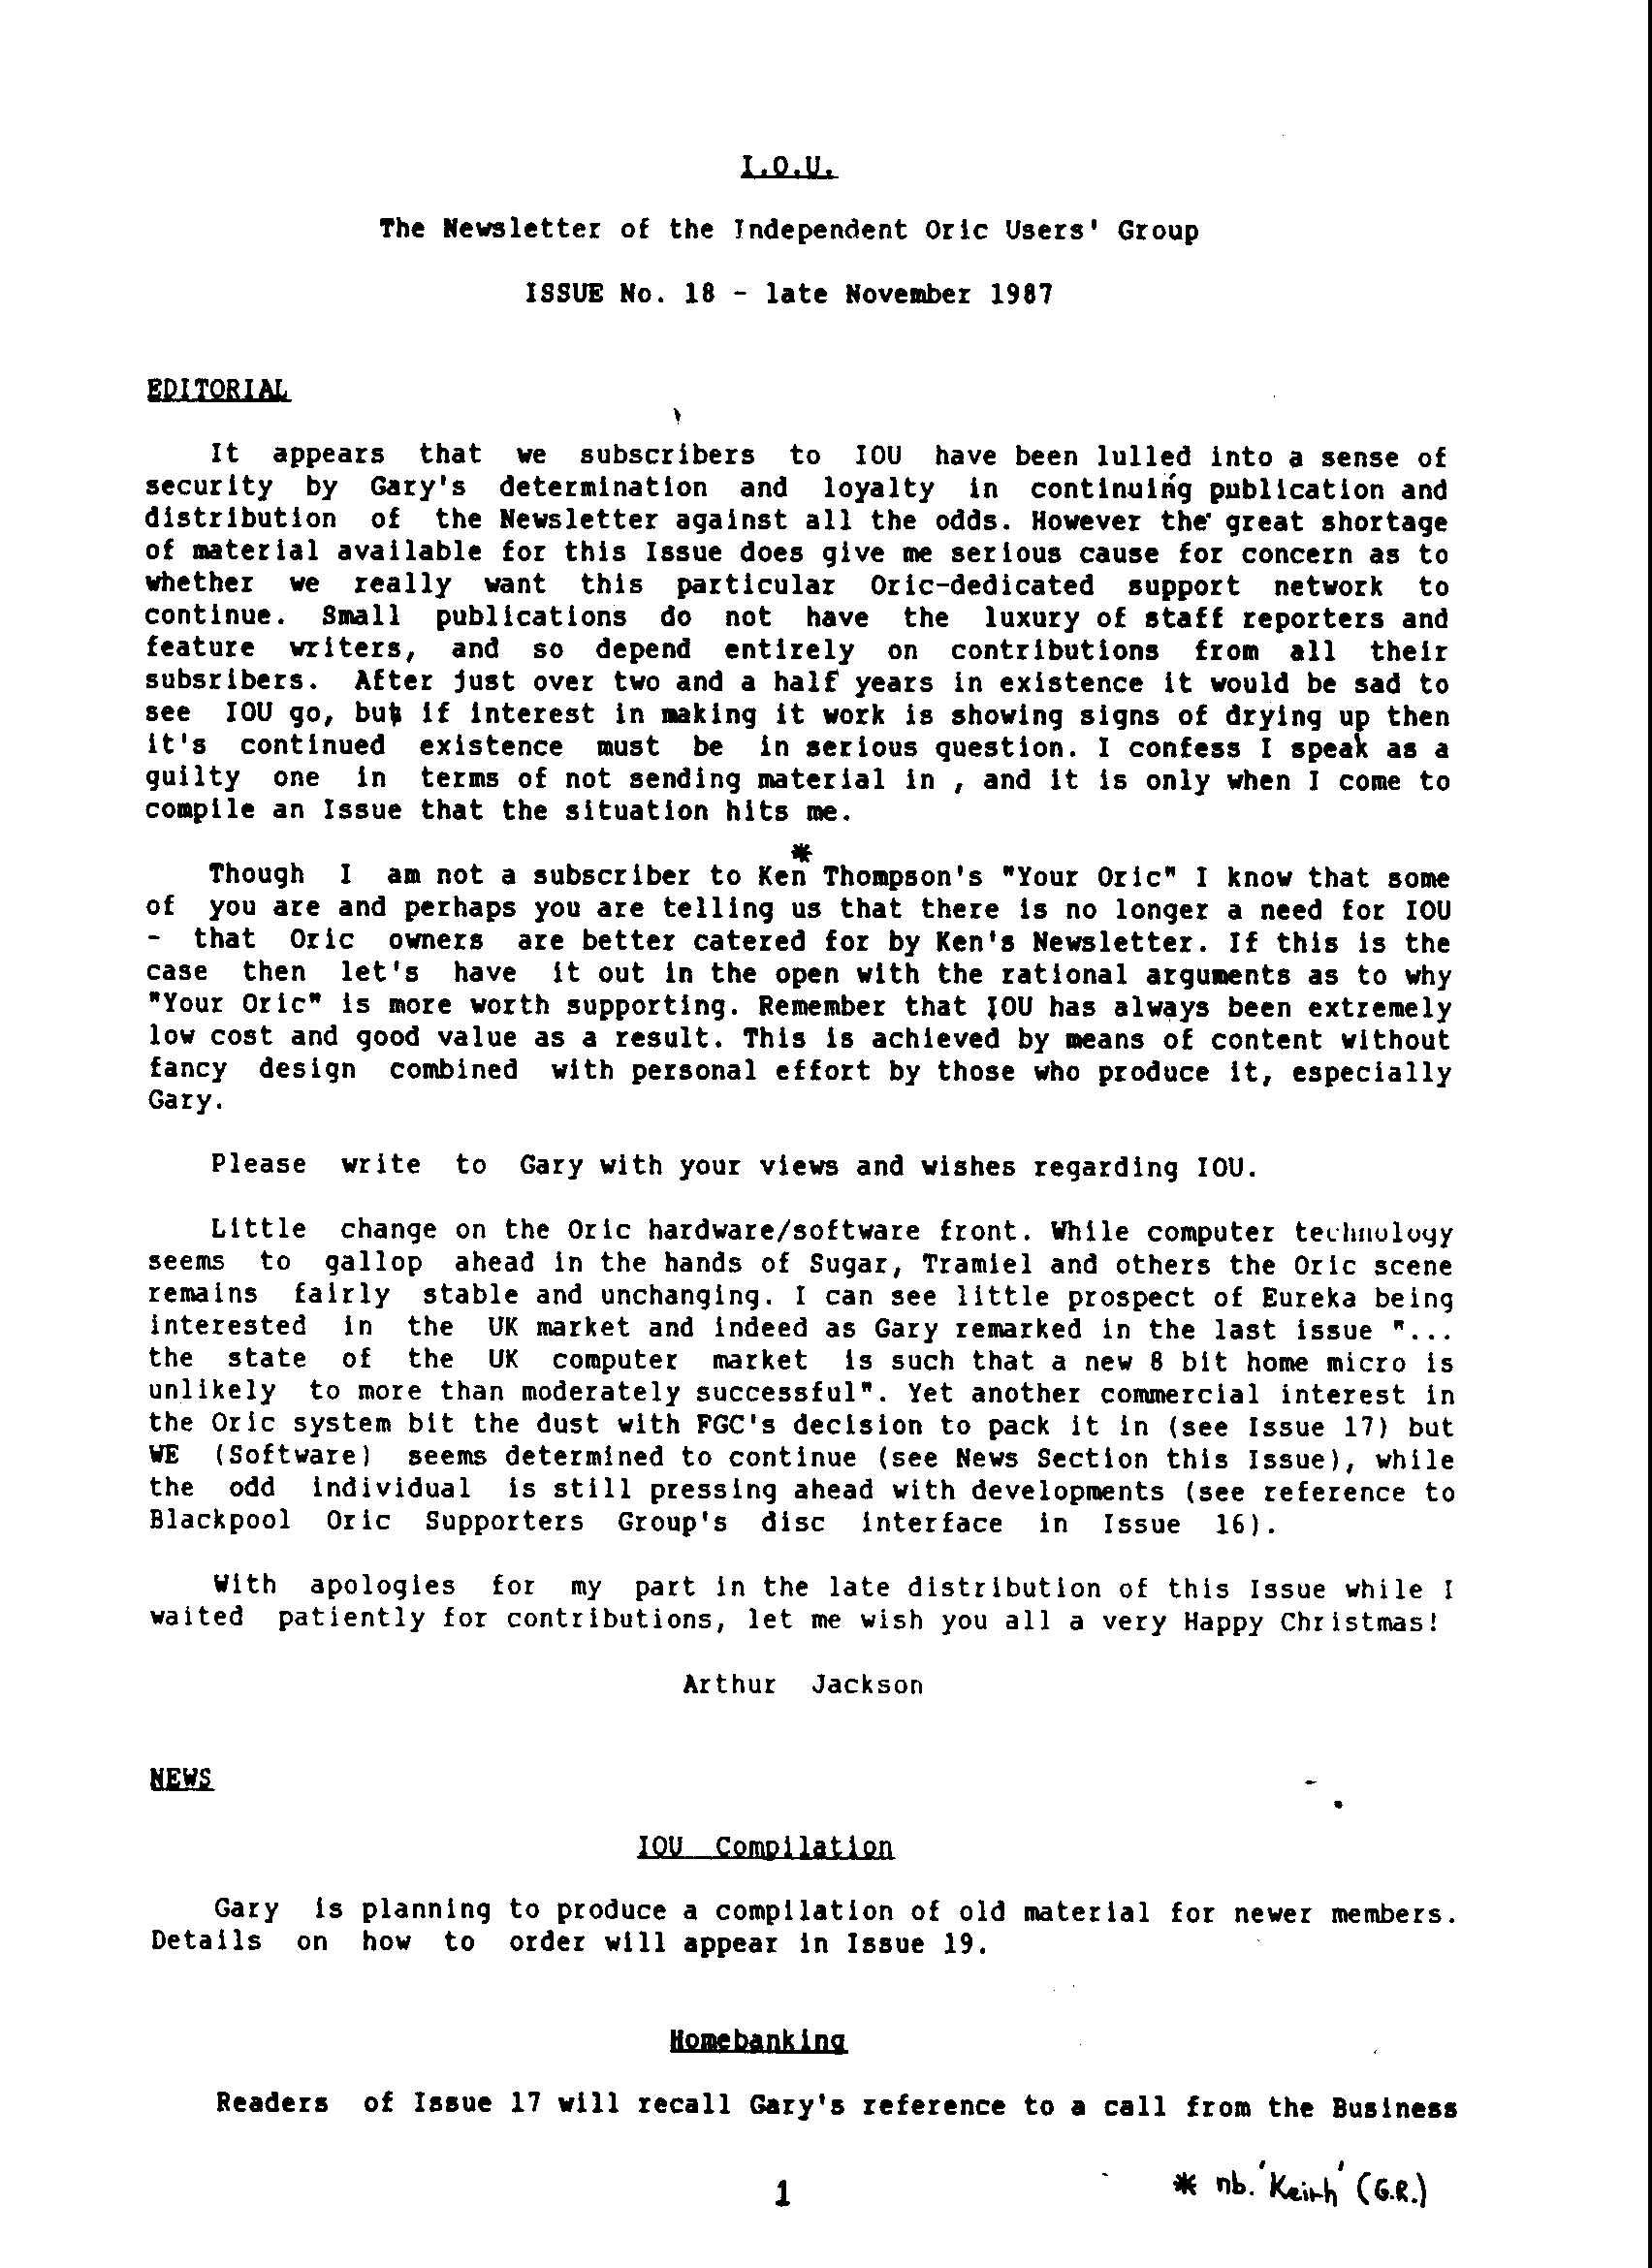 I.O.U.
The Newsletter of the Independent Oric Users' Group
ISSUE No. 18 - late November 1987
EDITORIAL
It appears that we subscribers to IOU have been lulled into a sense of
security by Gary's determination and loyalty in continuing publication and
distribution of the Newsletter against all the odds. However the great shortage
of material available for this Issue does give me serious cause for concern as to
whether we really want this particular Oric-dedicated support network to
continue. Small publications do not have the luxury of staff reporters and
feature writers, and so depend entirely on contributions from all their
subsribers. After just over two and a half years in existence it would be sad to
see IOU go, but if interest in making it work is showing signs of drying up then
it's continued existence must be in serious question. I confess I speak as a
guilty one in terms of not sending material in , and it is only when I come to
compile an Issue that the situation hits me.
*
Though I am not a subscriber to Ken Thompson's "Your Oric" I know that some
of you are and perhaps you are telling us that there is no longer a need for IOU
- that Oric owners are better catered for by Ken's Newsletter. If this is the
case then let's have it out in the open with the rational arguments as to why
"Your Oric" is more worth supporting. Remember that IOU has always been extremely
low cost and good value as a result. This is achieved by means of content without
fancy design combined with personal effort by those who produce it, especially
Gary.
Please write to Gary with your views and wishes regarding IOU.
Little change on the Oric hardware/software front. While computer technology
seems to gallop ahead in the hands of Sugar, Tramiel and others the Oric scene
remains fairly stable and unchanging. I can see little prospect of Eureka being
interested in the UK market and indeed as Gary remarked in the last issue "...
the state of the UK computer market is such that a new 8 bit home micro is
unlikely to more than moderately successful". Yet another commercial interest in
the Oric system bit the dust with FGC's decision to pack it in (see Issue 17) but
WE (Software) seems determined to continue (see News Section this Issue), while
the odd individual is still pressing ahead with developments (see reference to
Blackpool Oric Supporters Group's disc interface in Issue 16).
With apologies for my part in the late distribution of this Issue while I
waited patiently for contributions, let me wish you all a very Happy Christmas!
Arthur Jackson
NEWS
IOU Compilation
Gary is planning to produce a compilation of old material for newer members.
Details on how to order will appear in Issue 19.
Homebanking
Readers of Issue 17 will recall Gary's reference to a call from the Business
1
* nb. 'Keith' (G.R.)